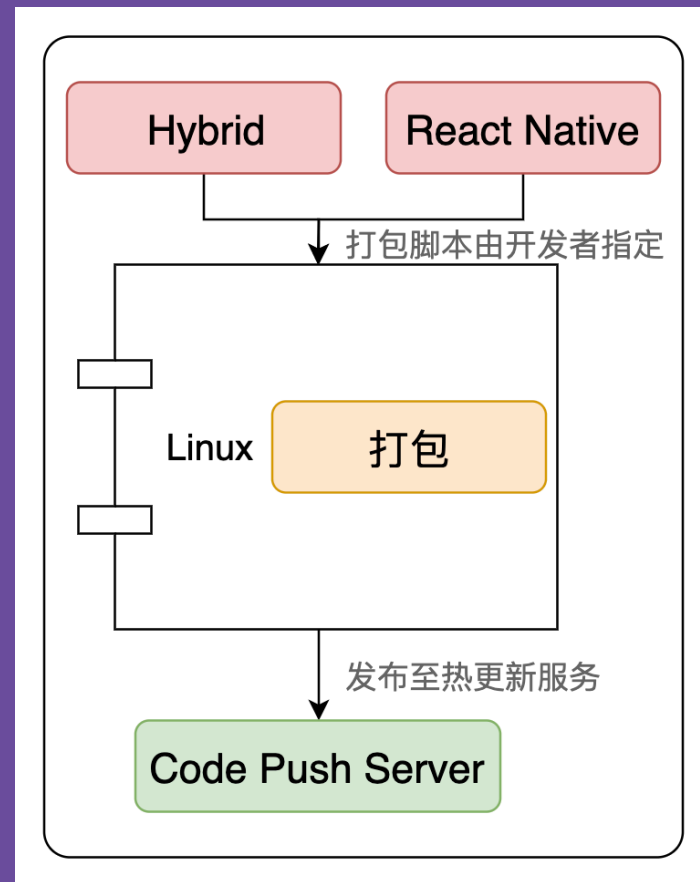 Hybrid
React Native
打包脚本由开发者指定
Linux
打包
发布至热更新服务
Code Push Server